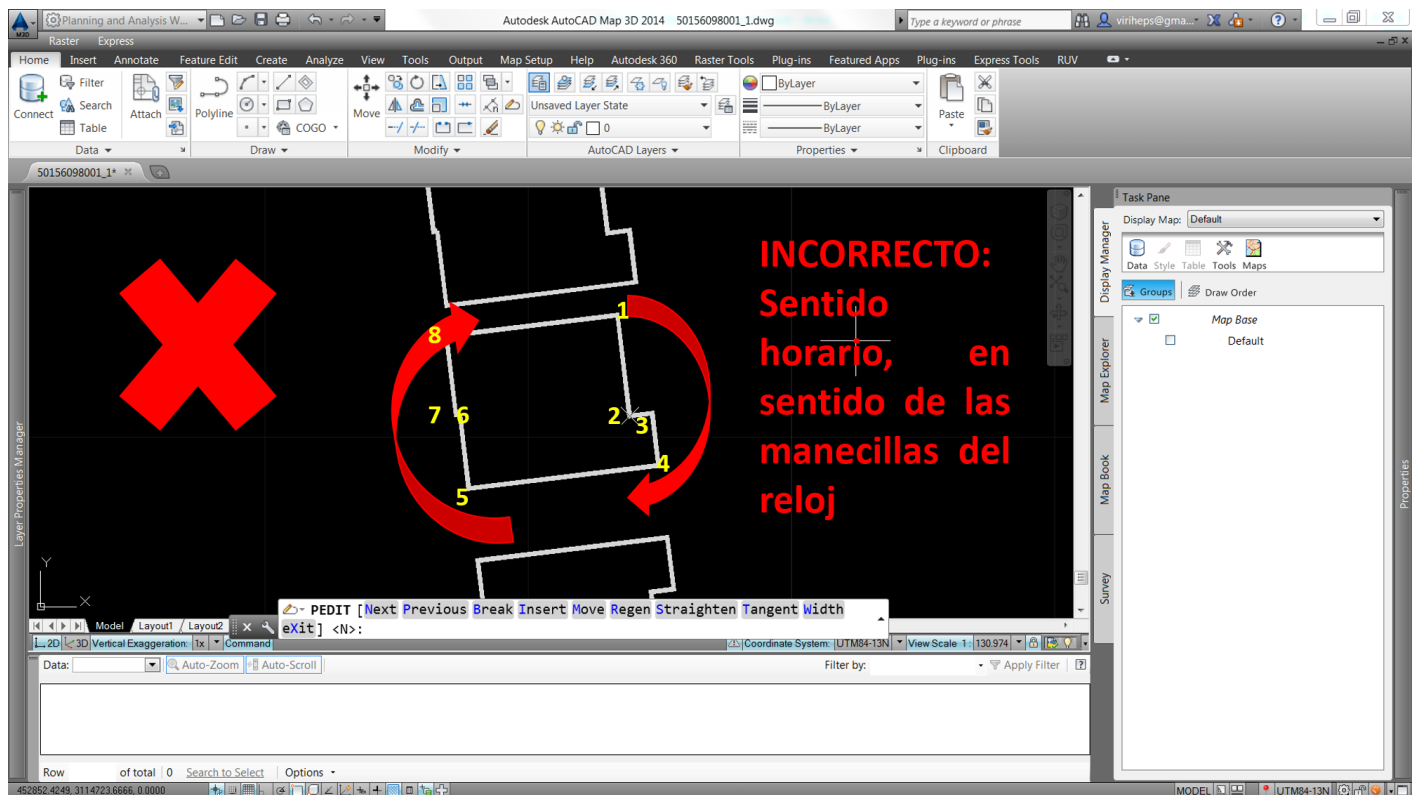 Planning and Analysis W...
Autodesk AutoCAD Map 3D 2014 50156098001_1.dwg
Type a keyword or phrase
viriheps@gma...
M3D
Raster Express
Home Insert Annotate Feature Edit Create Analyze View Tools Output Map Setup Help Autodesk 360 Raster Tools Plug-ins Featured Apps Plug-ins Express Tools RUV
Connect
Filter
Search
Table
Attach
Polyline
COGO
Move
Unsaved Layer State
0
ByLayer
ByLayer
ByLayer
Paste
Data Draw Modify AutoCAD Layers Properties Clipboard
50156098001_1*
INCORRECTO:
Sentido
horario, en
sentido de las
manecillas del
reloj
1
8
7 6 2 3
4
5
Y
X
PEDIT [Next Previous Break Insert Move Regen Straighten Tangent Width
eXit] <N>:
Model Layout1 Layout2
2D 3D Vertical Exaggeration: 1x Command
Coordinate System: UTM84-13N View Scale 1: 130.974
Data: Auto-Zoom Auto-Scroll Filter by: Apply Filter ?
Row of total 0 Search to Select Options
452852.4249, 3114723.6666, 0.0000
MODEL UTM84-13N
Layer Properties Manager
Task Pane
Display Map: Default
Data Style Table Tools Maps
Groups Draw Order
Map Base
Default
Display Manager
Map Explorer
Map Book
Survey
Properties